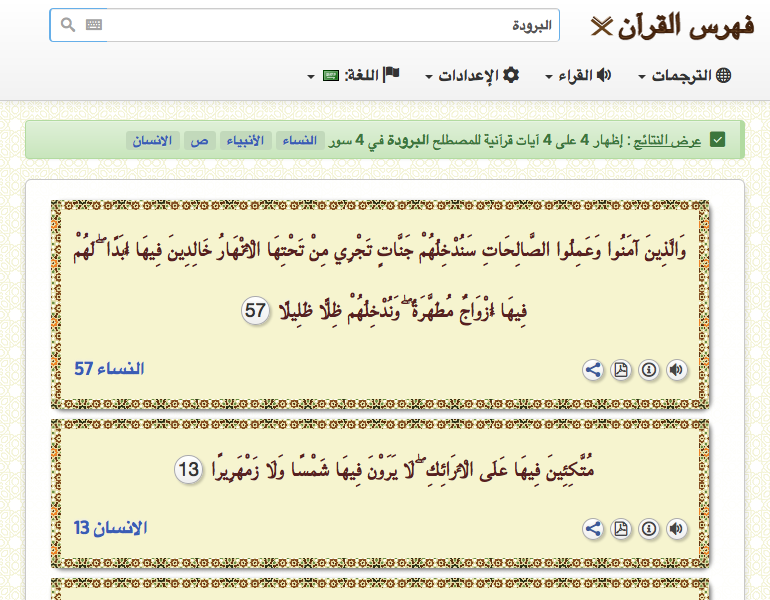 فهرس القرآن
البرودة
الترجمات
القراء
الإعدادات
اللغة:
عرض النتائج : إظهار 4 على 4 آيات قرآنية للمصطلح البرودة في 4 سور النساء الأنبياء ص الانسان
وَالَّذِينَ آمَنُوا وَعَمِلُوا الصَّالِحَاتِ سَنُدْخِلُهُمْ جَنَّاتٍ تَجْرِي مِنْ تَحْتِهَا الْأَنْهَارُ خَالِدِينَ فِيهَا أَبَدًا ۖ لَهُمْ
فِيهَا أَزْوَاجٌ مُطَهَّرَةٌ ۖ وَنُدْخِلُهُمْ ظِلًّا ظَلِيلًا 57
النساء 57
مُتَّكِئِينَ فِيهَا عَلَى الْأَرَائِكِ ۖ لَا يَرَوْنَ فِيهَا شَمْسًا وَلَا زَمْهَرِيرًا 13
الانسان 13